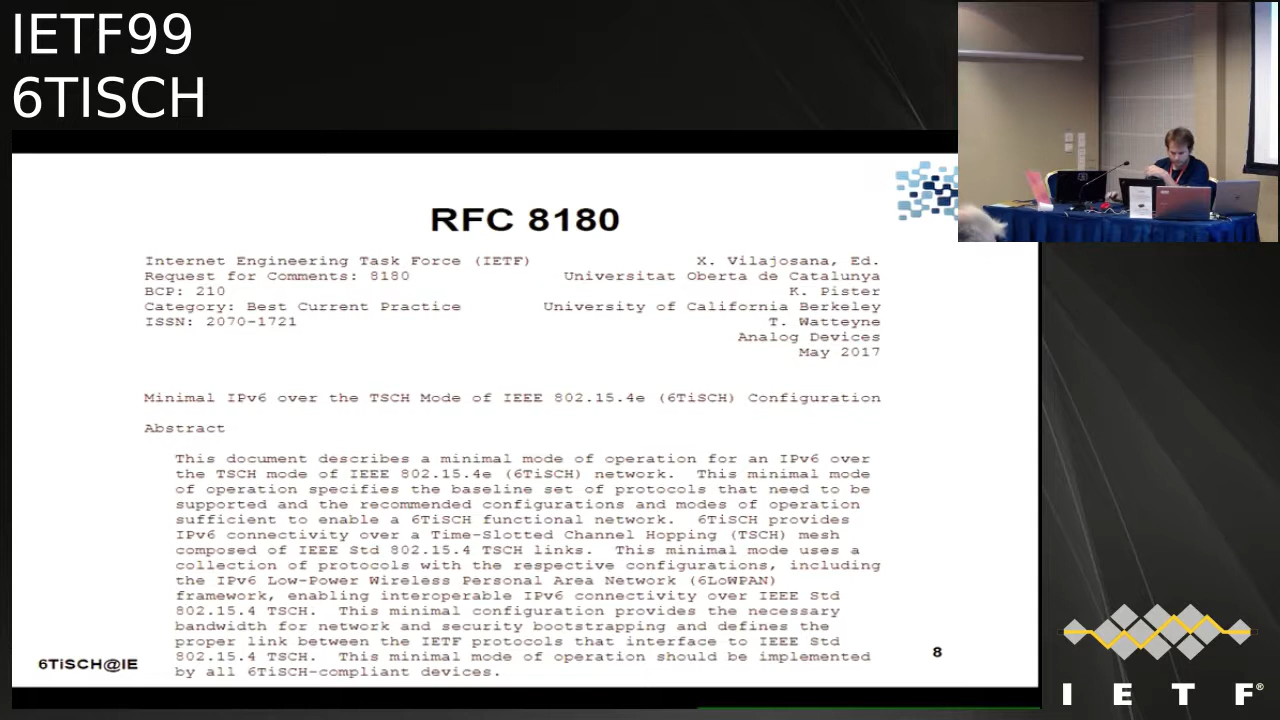 IETF99
6TISCH
RFC 8180
Internet Engineering Task Force (IETF) X. Vilajosana, Ed.
Request for Comments: 8180 Universitat Oberta de Catalunya
BCP: 210 K. Pister
Category: Best Current Practice University of California Berkeley
ISSN: 2070-1721 T. Watteyne
Analog Devices
May 2017
Minimal IPv6 over the TSCH Mode of IEEE 802.15.4e (6TiSCH) Configuration
Abstract
This document describes a minimal mode of operation for an IPv6 over
the TSCH mode of IEEE 802.15.4e (6TiSCH) network. This minimal mode
of operation specifies the baseline set of protocols that need to be
supported and the recommended configurations and modes of operation
sufficient to enable a 6TiSCH functional network. 6TiSCH provides
IPv6 connectivity over a Time-Slotted Channel Hopping (TSCH) mesh
composed of IEEE Std 802.15.4 TSCH links. This minimal mode uses a
collection of protocols with the respective configurations, including
the IPv6 Low-Power Wireless Personal Area Network (6LoWPAN)
framework, enabling interoperable IPv6 connectivity over IEEE Std
802.15.4 TSCH. This minimal configuration provides the necessary
bandwidth for network and security bootstrapping and defines the
proper link between the IETF protocols that interface to IEEE Std
802.15.4 TSCH. This minimal mode of operation should be implemented
by all 6TiSCH-compliant devices.
6TiSCH@IE
8
IETF®